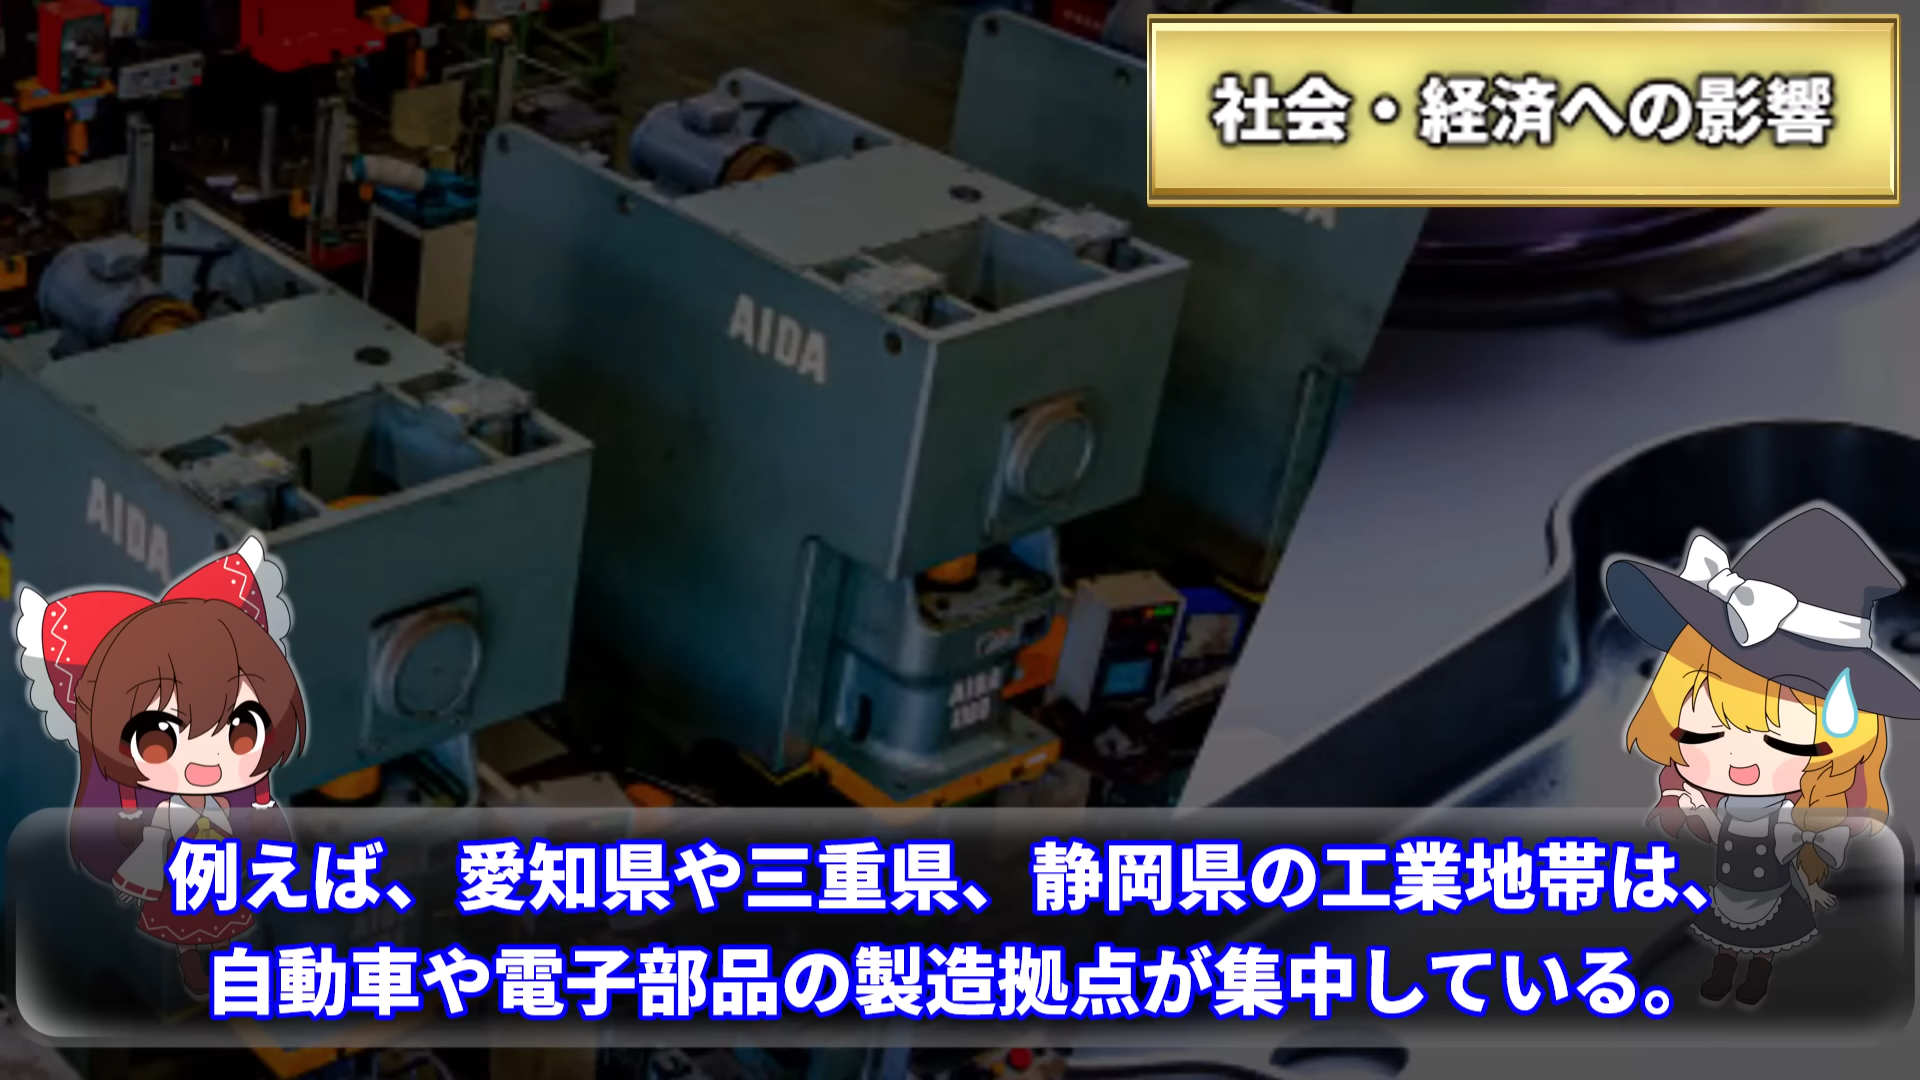 社会・経済への影響
AIDA
AIDA
例えば、愛知県や三重県、静岡県の工業地帯は、
自動車や電子部品の製造拠点が集中している。